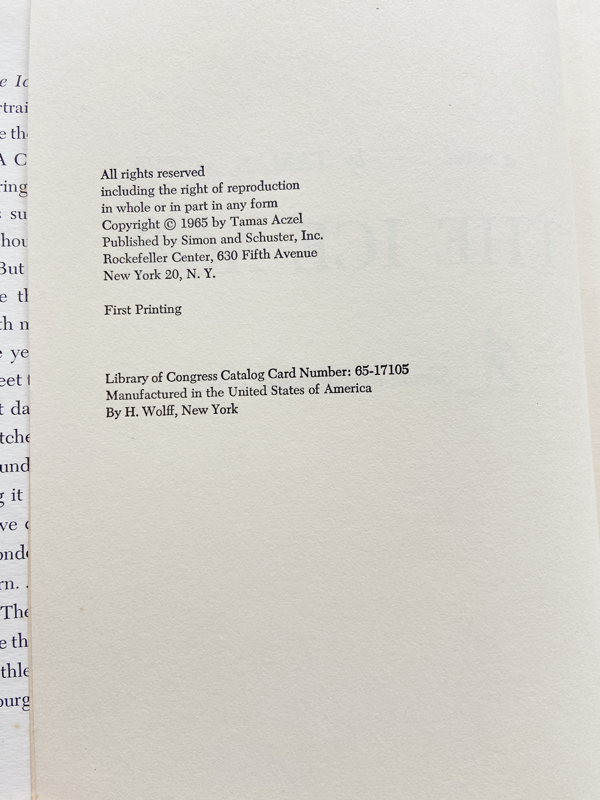 All rights reserved
including the right of reproduction
in whole or in part in any form
Copyright © 1965 by Tamas Aczel
Published by Simon and Schuster, Inc.
Rockefeller Center, 630 Fifth Avenue
New York 20, N. Y.
First Printing
Library of Congress Catalog Card Number: 65-17105
Manufactured in the United States of America
By H. Wolff, New York